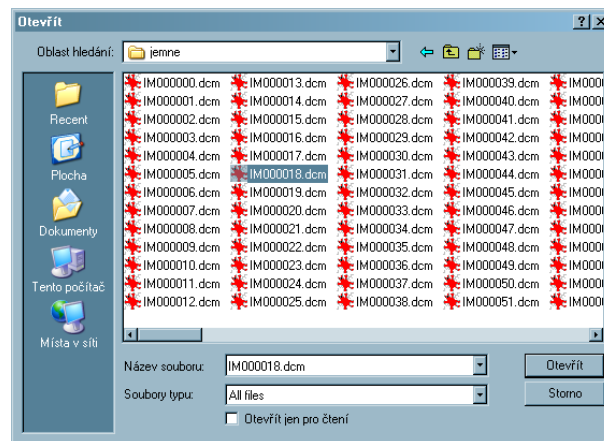 Otevřít
Oblast hledání: jemne
Recent
Plocha
Dokumenty
Tento počítač
Místa v síti
IM000000.dcm IM000013.dcm IM000026.dcm IM000039.dcm
IM000001.dcm IM000014.dcm IM000027.dcm IM000040.dcm
IM000002.dcm IM000015.dcm IM000028.dcm IM000041.dcm
IM000003.dcm IM000016.dcm IM000029.dcm IM000042.dcm
IM000004.dcm IM000017.dcm IM000030.dcm IM000043.dcm
IM000005.dcm IM000018.dcm IM000031.dcm IM000044.dcm
IM000006.dcm IM000019.dcm IM000032.dcm IM000045.dcm
IM000007.dcm IM000020.dcm IM000033.dcm IM000046.dcm
IM000008.dcm IM000021.dcm IM000034.dcm IM000047.dcm
IM000009.dcm IM000022.dcm IM000035.dcm IM000048.dcm
IM000010.dcm IM000023.dcm IM000036.dcm IM000049.dcm
IM000011.dcm IM000024.dcm IM000037.dcm IM000050.dcm
IM000012.dcm IM000025.dcm IM000038.dcm IM000051.dcm
Název souboru: IM000018.dcm Otevřít
Soubory typu: All files Storno
Otevřít jen pro čtení